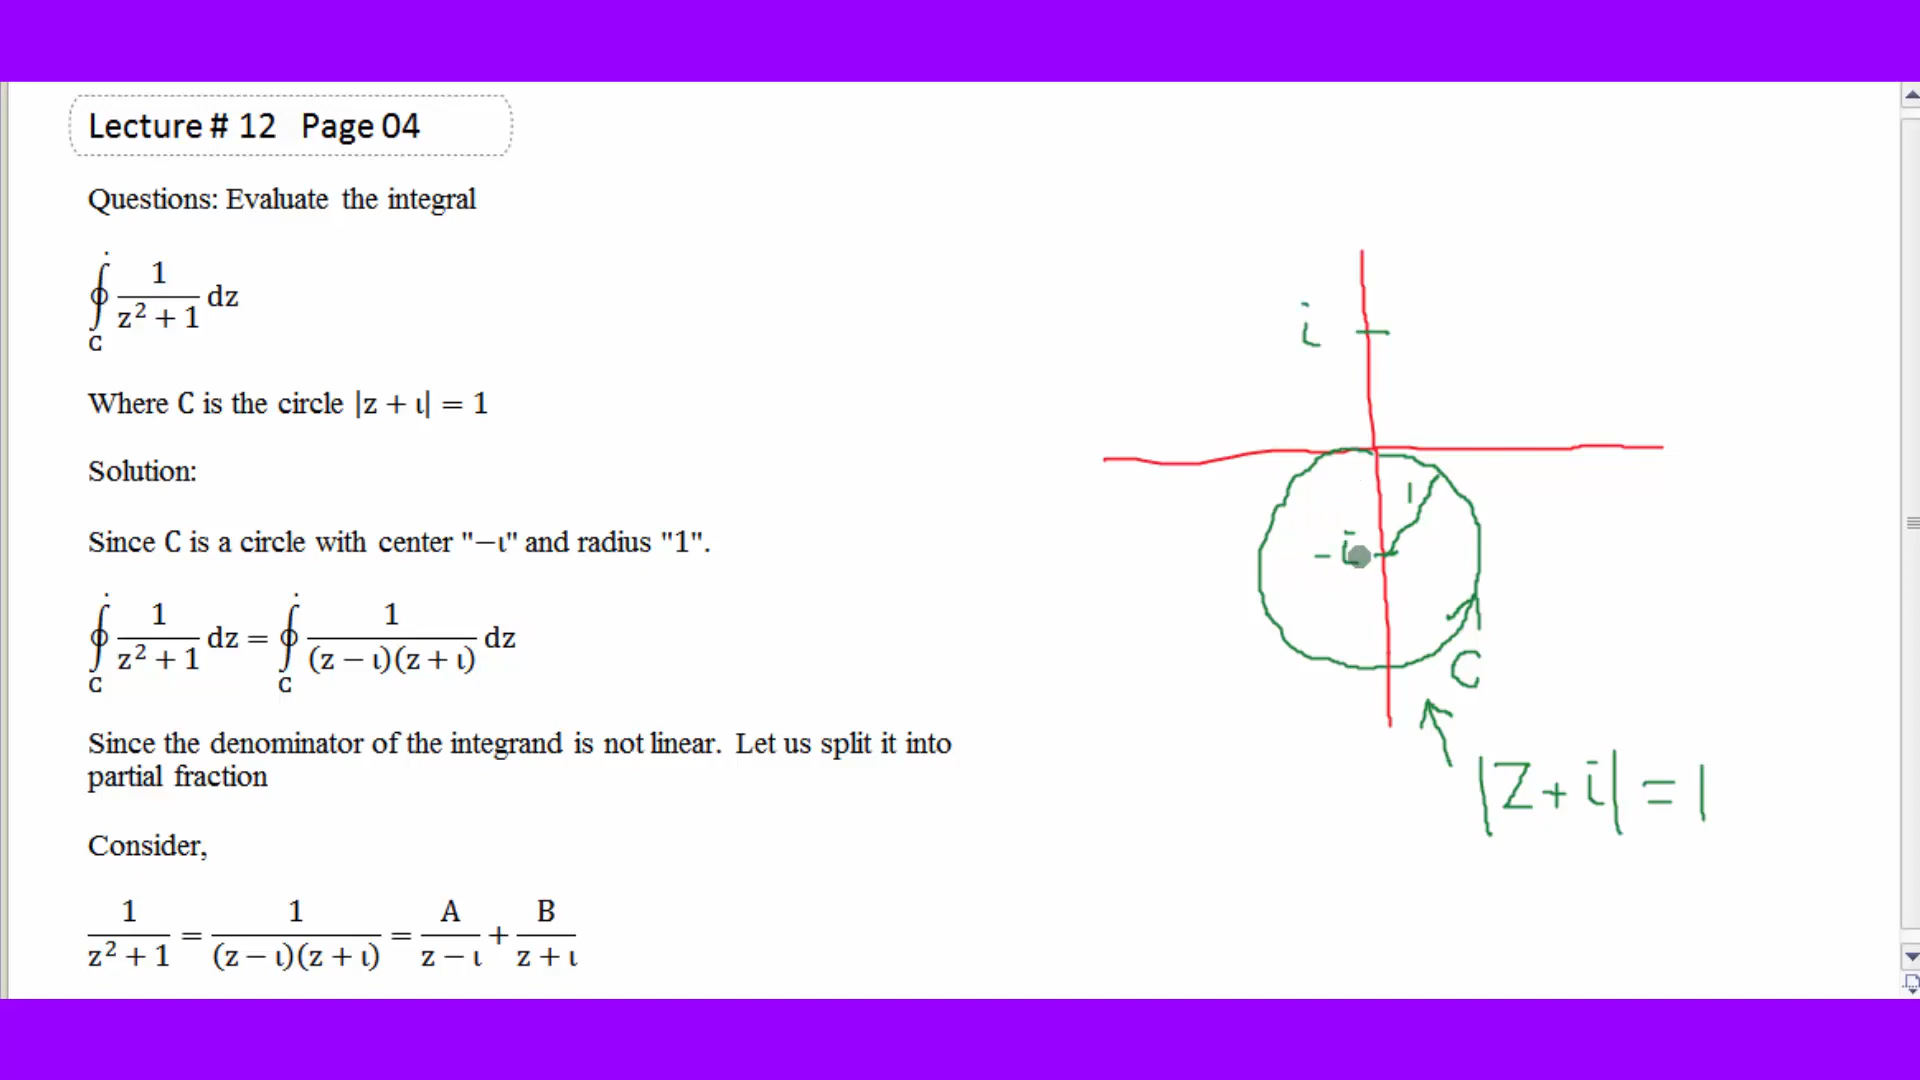 Lecture # 12 Page 04
Questions: Evaluate the integral
∮_C 1/(z² + 1) dz
Where C is the circle |z + ι| = 1
Solution:
Since C is a circle with center "−ι" and radius "1".
∮_C 1/(z² + 1) dz = ∮_C 1/((z − ι)(z + ι)) dz
Since the denominator of the integrand is not linear. Let us split it into
partial fraction
Consider,
1/(z² + 1) = 1/((z − ι)(z + ι)) = A/(z − ι) + B/(z + ι)
i
1
-i
C
|Z+i|=1